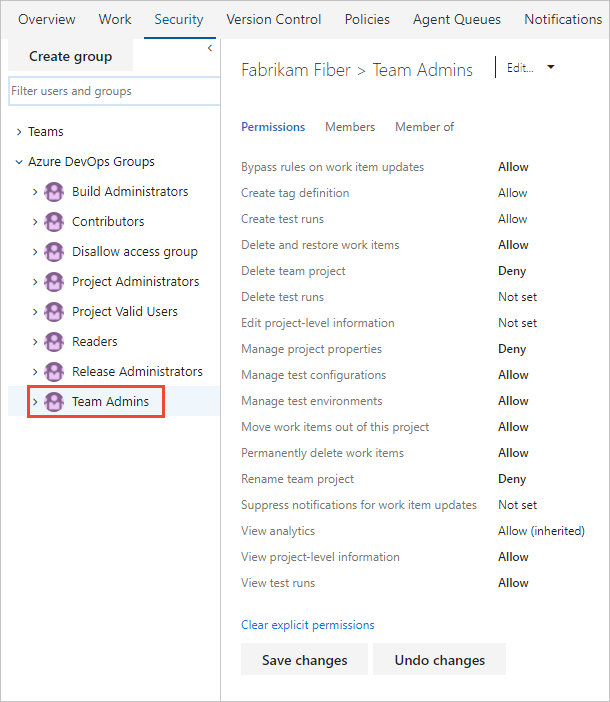 Overview Work Security Version Control Policies Agent Queues Notifications
Create group
Filter users and groups
Teams
Azure DevOps Groups
Build Administrators
Contributors
Disallow access group
Project Administrators
Project Valid Users
Readers
Release Administrators
Team Admins
Fabrikam Fiber > Team Admins Edit...
Permissions Members Member of
Bypass rules on work item updates Allow
Create tag definition Allow
Create test runs Allow
Delete and restore work items Allow
Delete team project Deny
Delete test runs Not set
Edit project-level information Not set
Manage project properties Deny
Manage test configurations Allow
Manage test environments Allow
Move work items out of this project Allow
Permanently delete work items Allow
Rename team project Deny
Suppress notifications for work item updates Not set
View analytics Allow (inherited)
View project-level information Allow
View test runs Allow
Clear explicit permissions
Save changes Undo changes